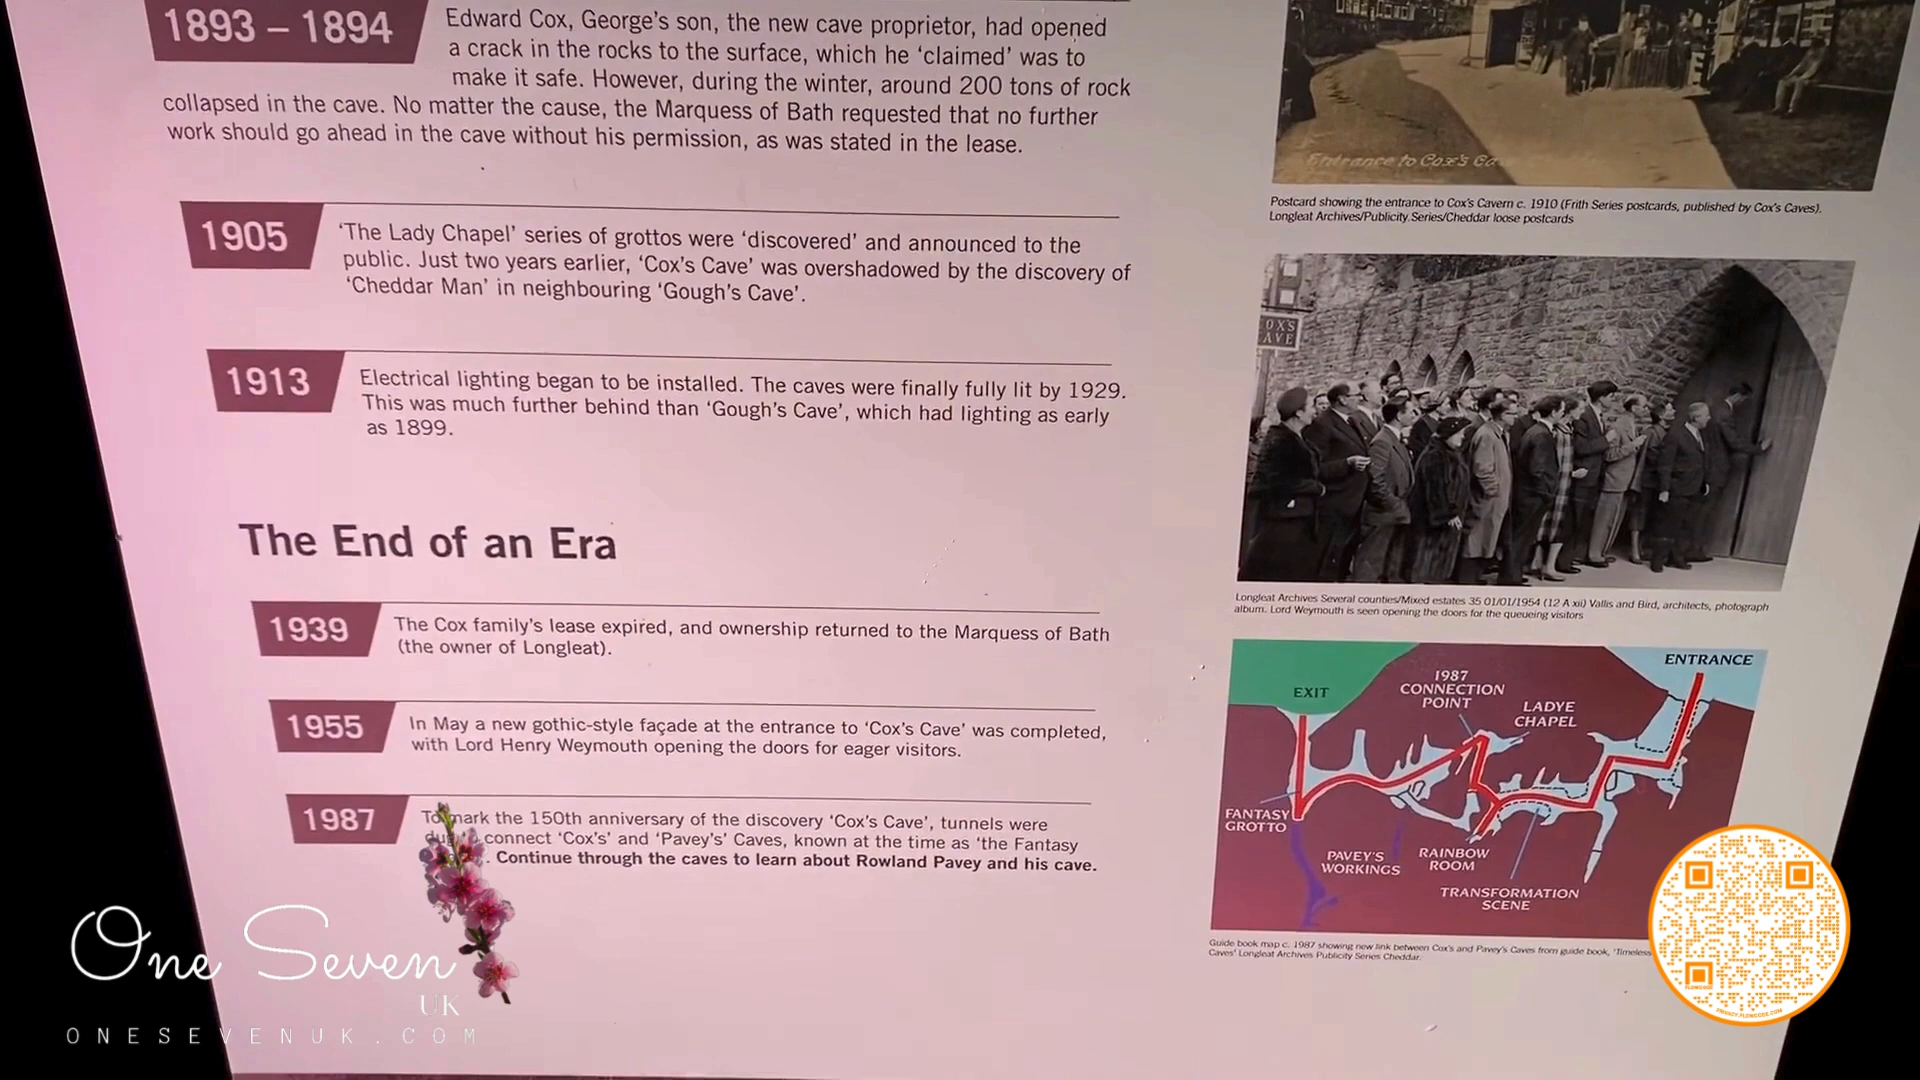 1893 – 1894
Edward Cox, George's son, the new cave proprietor, had opened
a crack in the rocks to the surface, which he 'claimed' was to
make it safe. However, during the winter, around 200 tons of rock
collapsed in the cave. No matter the cause, the Marquess of Bath requested that no further
work should go ahead in the cave without his permission, as was stated in the lease.
1905
'The Lady Chapel' series of grottos were 'discovered' and announced to the
public. Just two years earlier, 'Cox's Cave' was overshadowed by the discovery of
'Cheddar Man' in neighbouring 'Gough's Cave'.
1913
Electrical lighting began to be installed. The caves were finally fully lit by 1929.
This was much further behind than 'Gough's Cave', which had lighting as early
as 1899.
The End of an Era
1939
The Cox family's lease expired, and ownership returned to the Marquess of Bath
(the owner of Longleat).
1955
In May a new gothic-style façade at the entrance to 'Cox's Cave' was completed,
with Lord Henry Weymouth opening the doors for eager visitors.
1987
To mark the 150th anniversary of the discovery 'Cox's Cave', tunnels were
connect 'Cox's' and 'Pavey's' Caves, known at the time as 'the Fantasy
. Continue through the caves to learn about Rowland Pavey and his cave.
Entrance to Cox's
Postcard showing the entrance to Cox's Cavern c. 1910 (Frith Series postcards, published by Cox's Caves).
Longleat Archives/Publicity Series/Cheddar loose postcards
OX'S
AVE
Longleat Archives Several counties/Mixed estates 35 01/01/1954 (12 A xii) Vallis and Bird, architects, photograph
album. Lord Weymouth is seen opening the doors for the queueing visitors
ENTRANCE
EXIT
1987
CONNECTION
POINT
LADYE
CHAPEL
FANTASY
GROTTO
PAVEY'S
WORKINGS
RAINBOW
ROOM
TRANSFORMATION
SCENE
Guide book map c. 1987 showing new link between Cox's and Pavey's Caves from guide book, 'Timeless
Caves' Longleat Archives Publicity Series Cheddar.
One Seven
UK
ONESEVENUK.COM
FLOWCODE
PRIVACY.FLOWCODE.COM